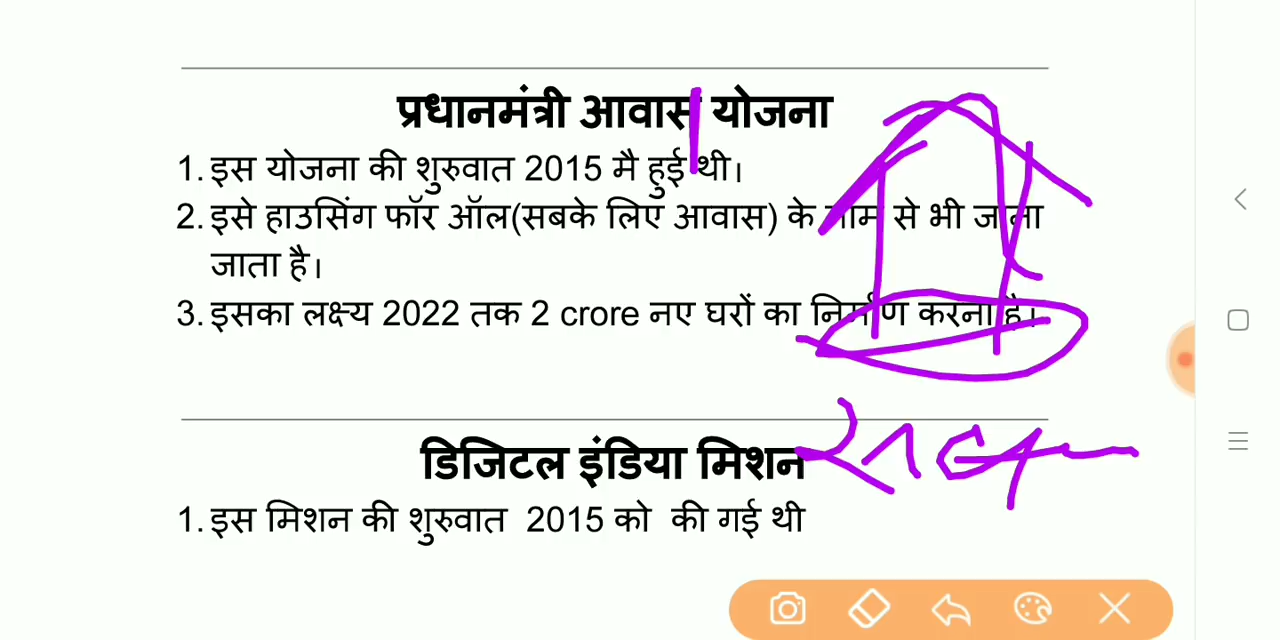 प्रधानमंत्री आवास योजना
1. इस योजना की शुरुवात 2015 मै हुई थी।
2. इसे हाउसिंग फॉर ऑल(सबके लिए आवास) के नाम से भी जाना
जाता है।
3. इसका लक्ष्य 2022 तक 2 crore नए घरों का निर्माण करना है।
डिजिटल इंडिया मिशन
1. इस मिशन की शुरुवात 2015 को की गई थी